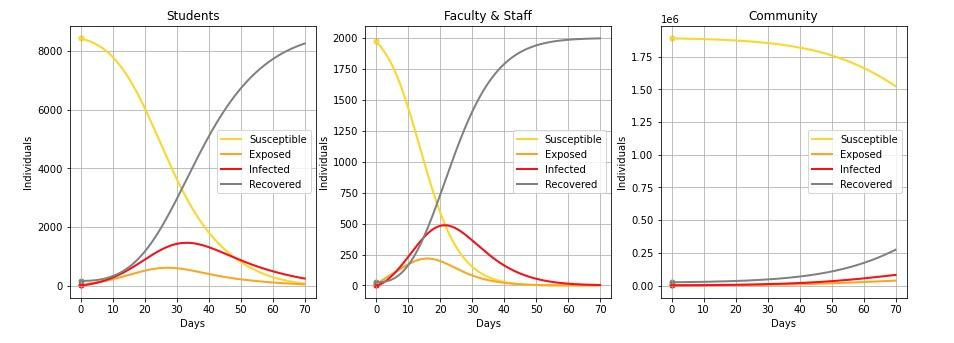 Students
Individuals
8000
6000
4000
2000
0
Susceptible
Exposed
Infected
Recovered
0 10 20 30 40 50 60 70
Days
Faculty & Staff
Individuals
2000
1750
1500
1250
1000
750
500
250
0
Susceptible
Exposed
Infected
Recovered
0 10 20 30 40 50 60 70
Days
Community
1e6
Individuals
1.75
1.50
1.25
1.00
0.75
0.50
0.25
0.00
Susceptible
Exposed
Infected
Recovered
0 10 20 30 40 50 60 70
Days